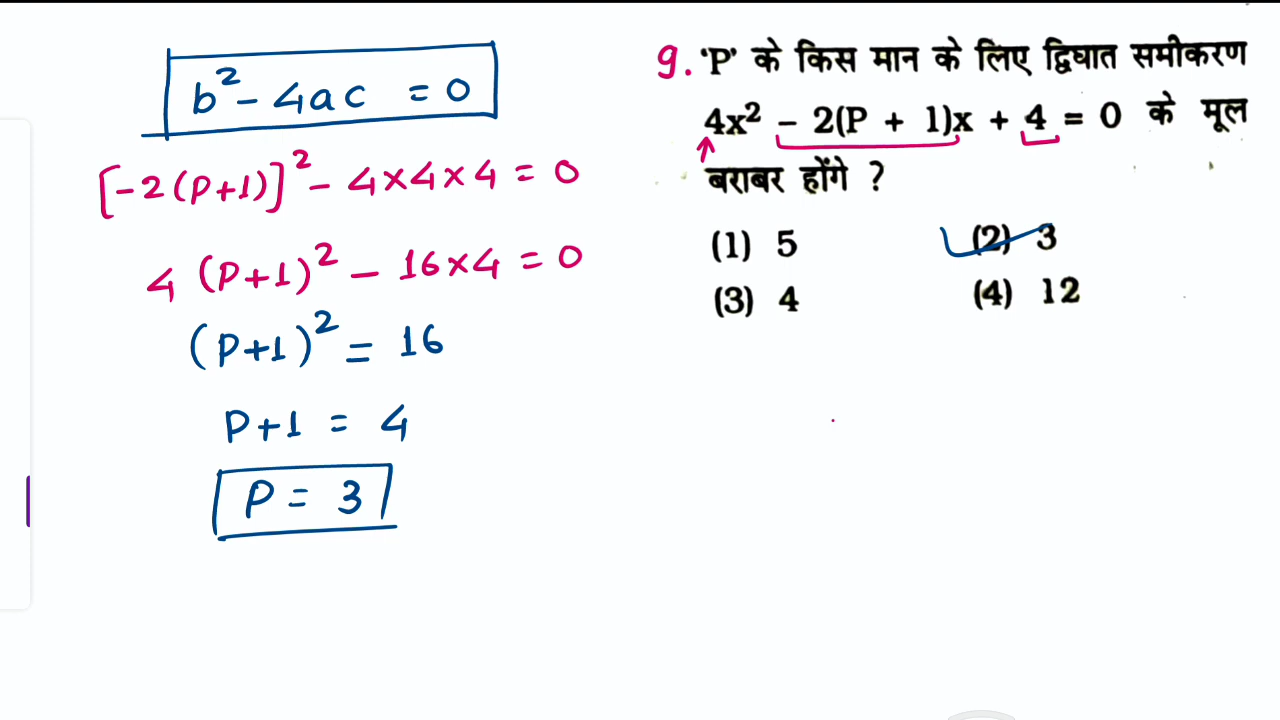 b² - 4ac = 0
[-2(P+1)]² - 4×4×4 = 0
4 (P+1)² - 16×4 = 0
(P+1)² = 16
P+1 = 4
P = 3
9. 'P' के किस मान के लिए द्विघात समीकरण
4x² - 2(P + 1)x + 4 = 0 के मूल
बराबर होंगे ?
(1) 5 (2) 3
(3) 4 (4) 12